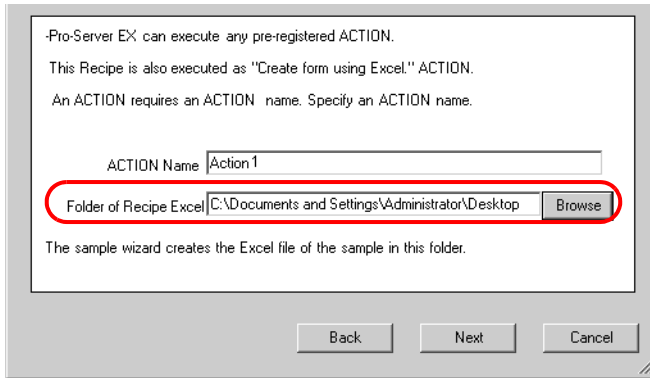 -Pro-Server EX can execute any pre-registered ACTION.
This Recipe is also executed as "Create form using Excel." ACTION.
An ACTION requires an ACTION name. Specify an ACTION name.
ACTION Name Action1
Folder of Recipe Excel C:\Documents and Settings\Administrator\Desktop Browse
The sample wizard creates the Excel file of the sample in this folder.
Back Next Cancel